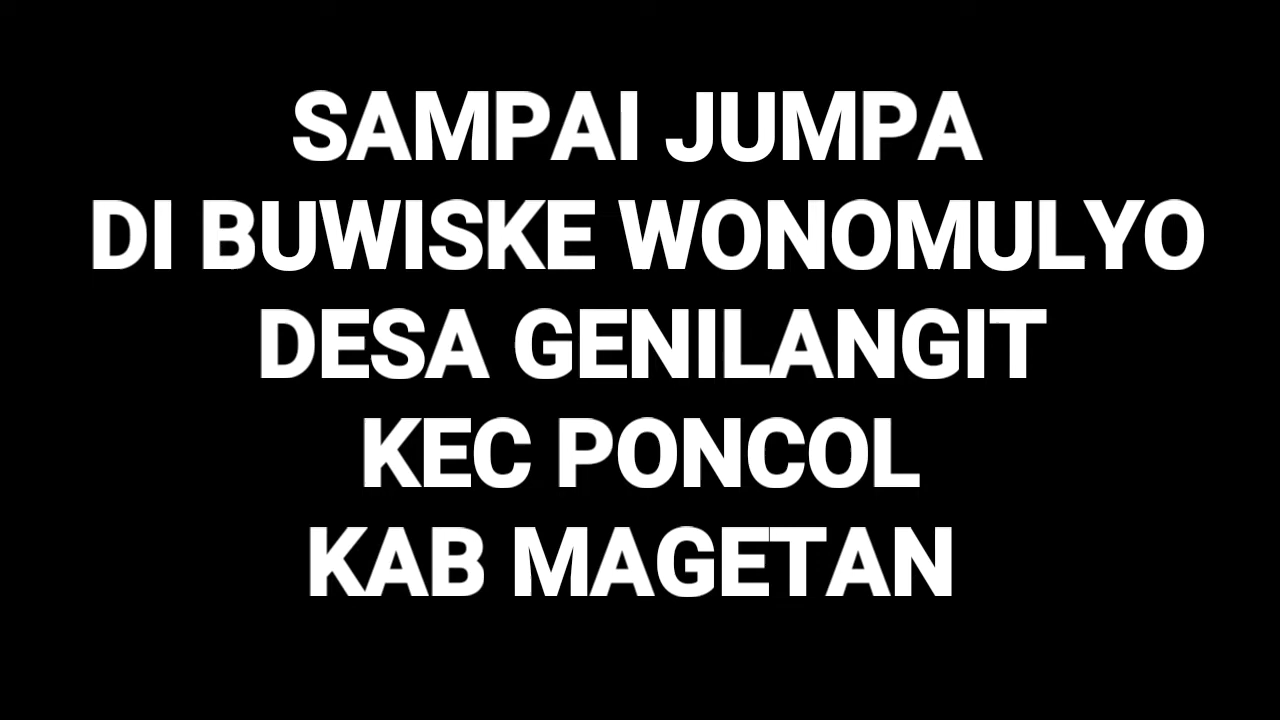 SAMPAI JUMPA
DI BUWISKE WONOMULYO
DESA GENILANGIT
KEC PONCOL
KAB MAGETAN